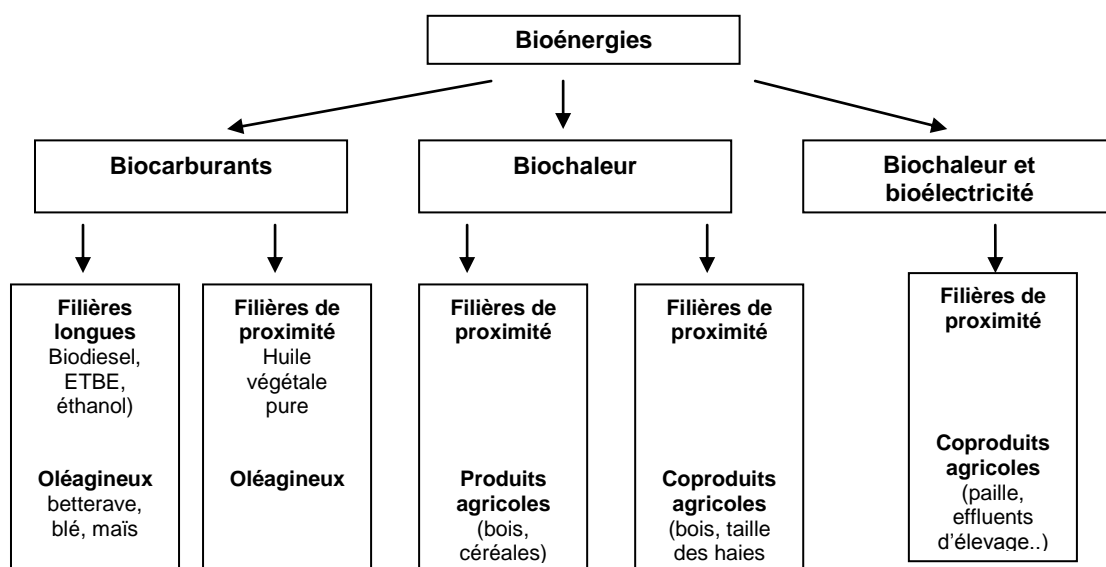 Bioénergies
Biocarburants
Biochaleur
Biochaleur et
bioélectricité
Filières
longues
Biodiesel,
ETBE,
éthanol)
Oléagineux
betterave,
blé, maïs
Filières de
proximité
Huile
végétale
pure
Oléagineux
Filières de
proximité
Produits
agricoles
(bois,
céréales)
Filières de
proximité
Coproduits
agricoles
(bois, taille
des haies
Filières de
proximité
Coproduits
agricoles
(paille,
effluents
d'élevage..)